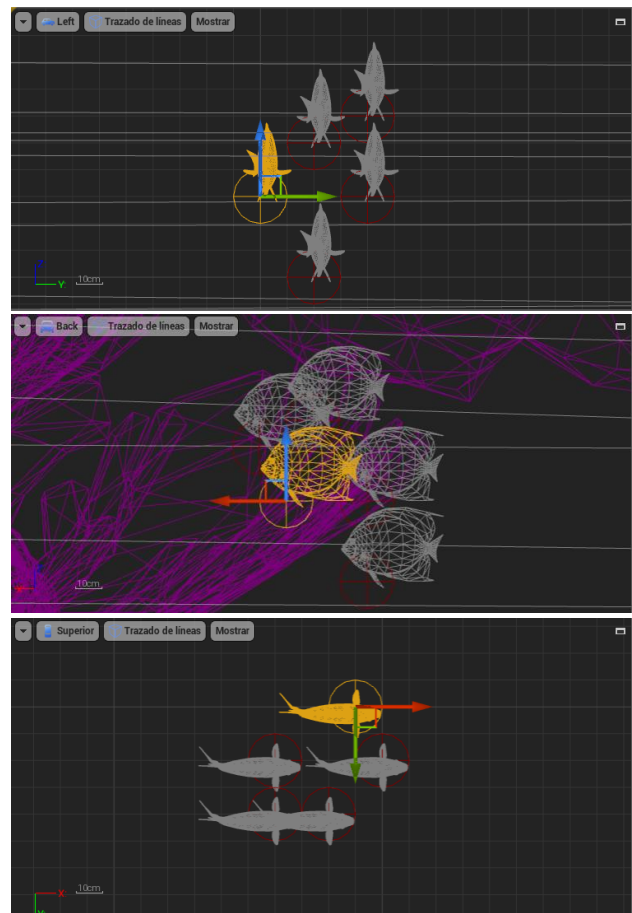 Left Trazado de líneas Mostrar
Z
Y
10cm
Back Trazado de líneas Mostrar
10cm
Superior Trazado de líneas Mostrar
X
10cm